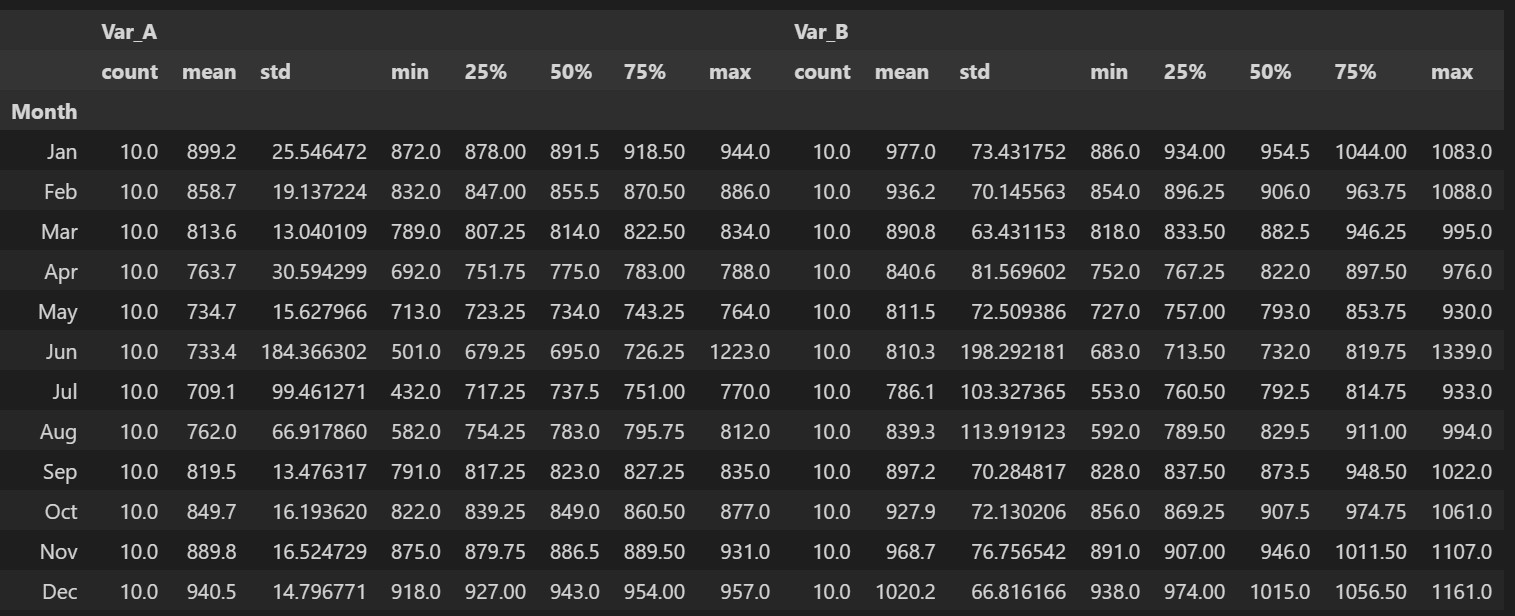 Var_A Var_B
count mean std min 25% 50% 75% max count mean std min 25% 50% 75% max
Month
Jan 10.0 899.2 25.546472 872.0 878.00 891.5 918.50 944.0 10.0 977.0 73.431752 886.0 934.00 954.5 1044.00 1083.0
Feb 10.0 858.7 19.137224 832.0 847.00 855.5 870.50 886.0 10.0 936.2 70.145563 854.0 896.25 906.0 963.75 1088.0
Mar 10.0 813.6 13.040109 789.0 807.25 814.0 822.50 834.0 10.0 890.8 63.431153 818.0 833.50 882.5 946.25 995.0
Apr 10.0 763.7 30.594299 692.0 751.75 775.0 783.00 788.0 10.0 840.6 81.569602 752.0 767.25 822.0 897.50 976.0
May 10.0 734.7 15.627966 713.0 723.25 734.0 743.25 764.0 10.0 811.5 72.509386 727.0 757.00 793.0 853.75 930.0
Jun 10.0 733.4 184.366302 501.0 679.25 695.0 726.25 1223.0 10.0 810.3 198.292181 683.0 713.50 732.0 819.75 1339.0
Jul 10.0 709.1 99.461271 432.0 717.25 737.5 751.00 770.0 10.0 786.1 103.327365 553.0 760.50 792.5 814.75 933.0
Aug 10.0 762.0 66.917860 582.0 754.25 783.0 795.75 812.0 10.0 839.3 113.919123 592.0 789.50 829.5 911.00 994.0
Sep 10.0 819.5 13.476317 791.0 817.25 823.0 827.25 835.0 10.0 897.2 70.284817 828.0 837.50 873.5 948.50 1022.0
Oct 10.0 849.7 16.193620 822.0 839.25 849.0 860.50 877.0 10.0 927.9 72.130206 856.0 869.25 907.5 974.75 1061.0
Nov 10.0 889.8 16.524729 875.0 879.75 886.5 889.50 931.0 10.0 968.7 76.756542 891.0 907.00 946.0 1011.50 1107.0
Dec 10.0 940.5 14.796771 918.0 927.00 943.0 954.00 957.0 10.0 1020.2 66.816166 938.0 974.00 1015.0 1056.50 1161.0